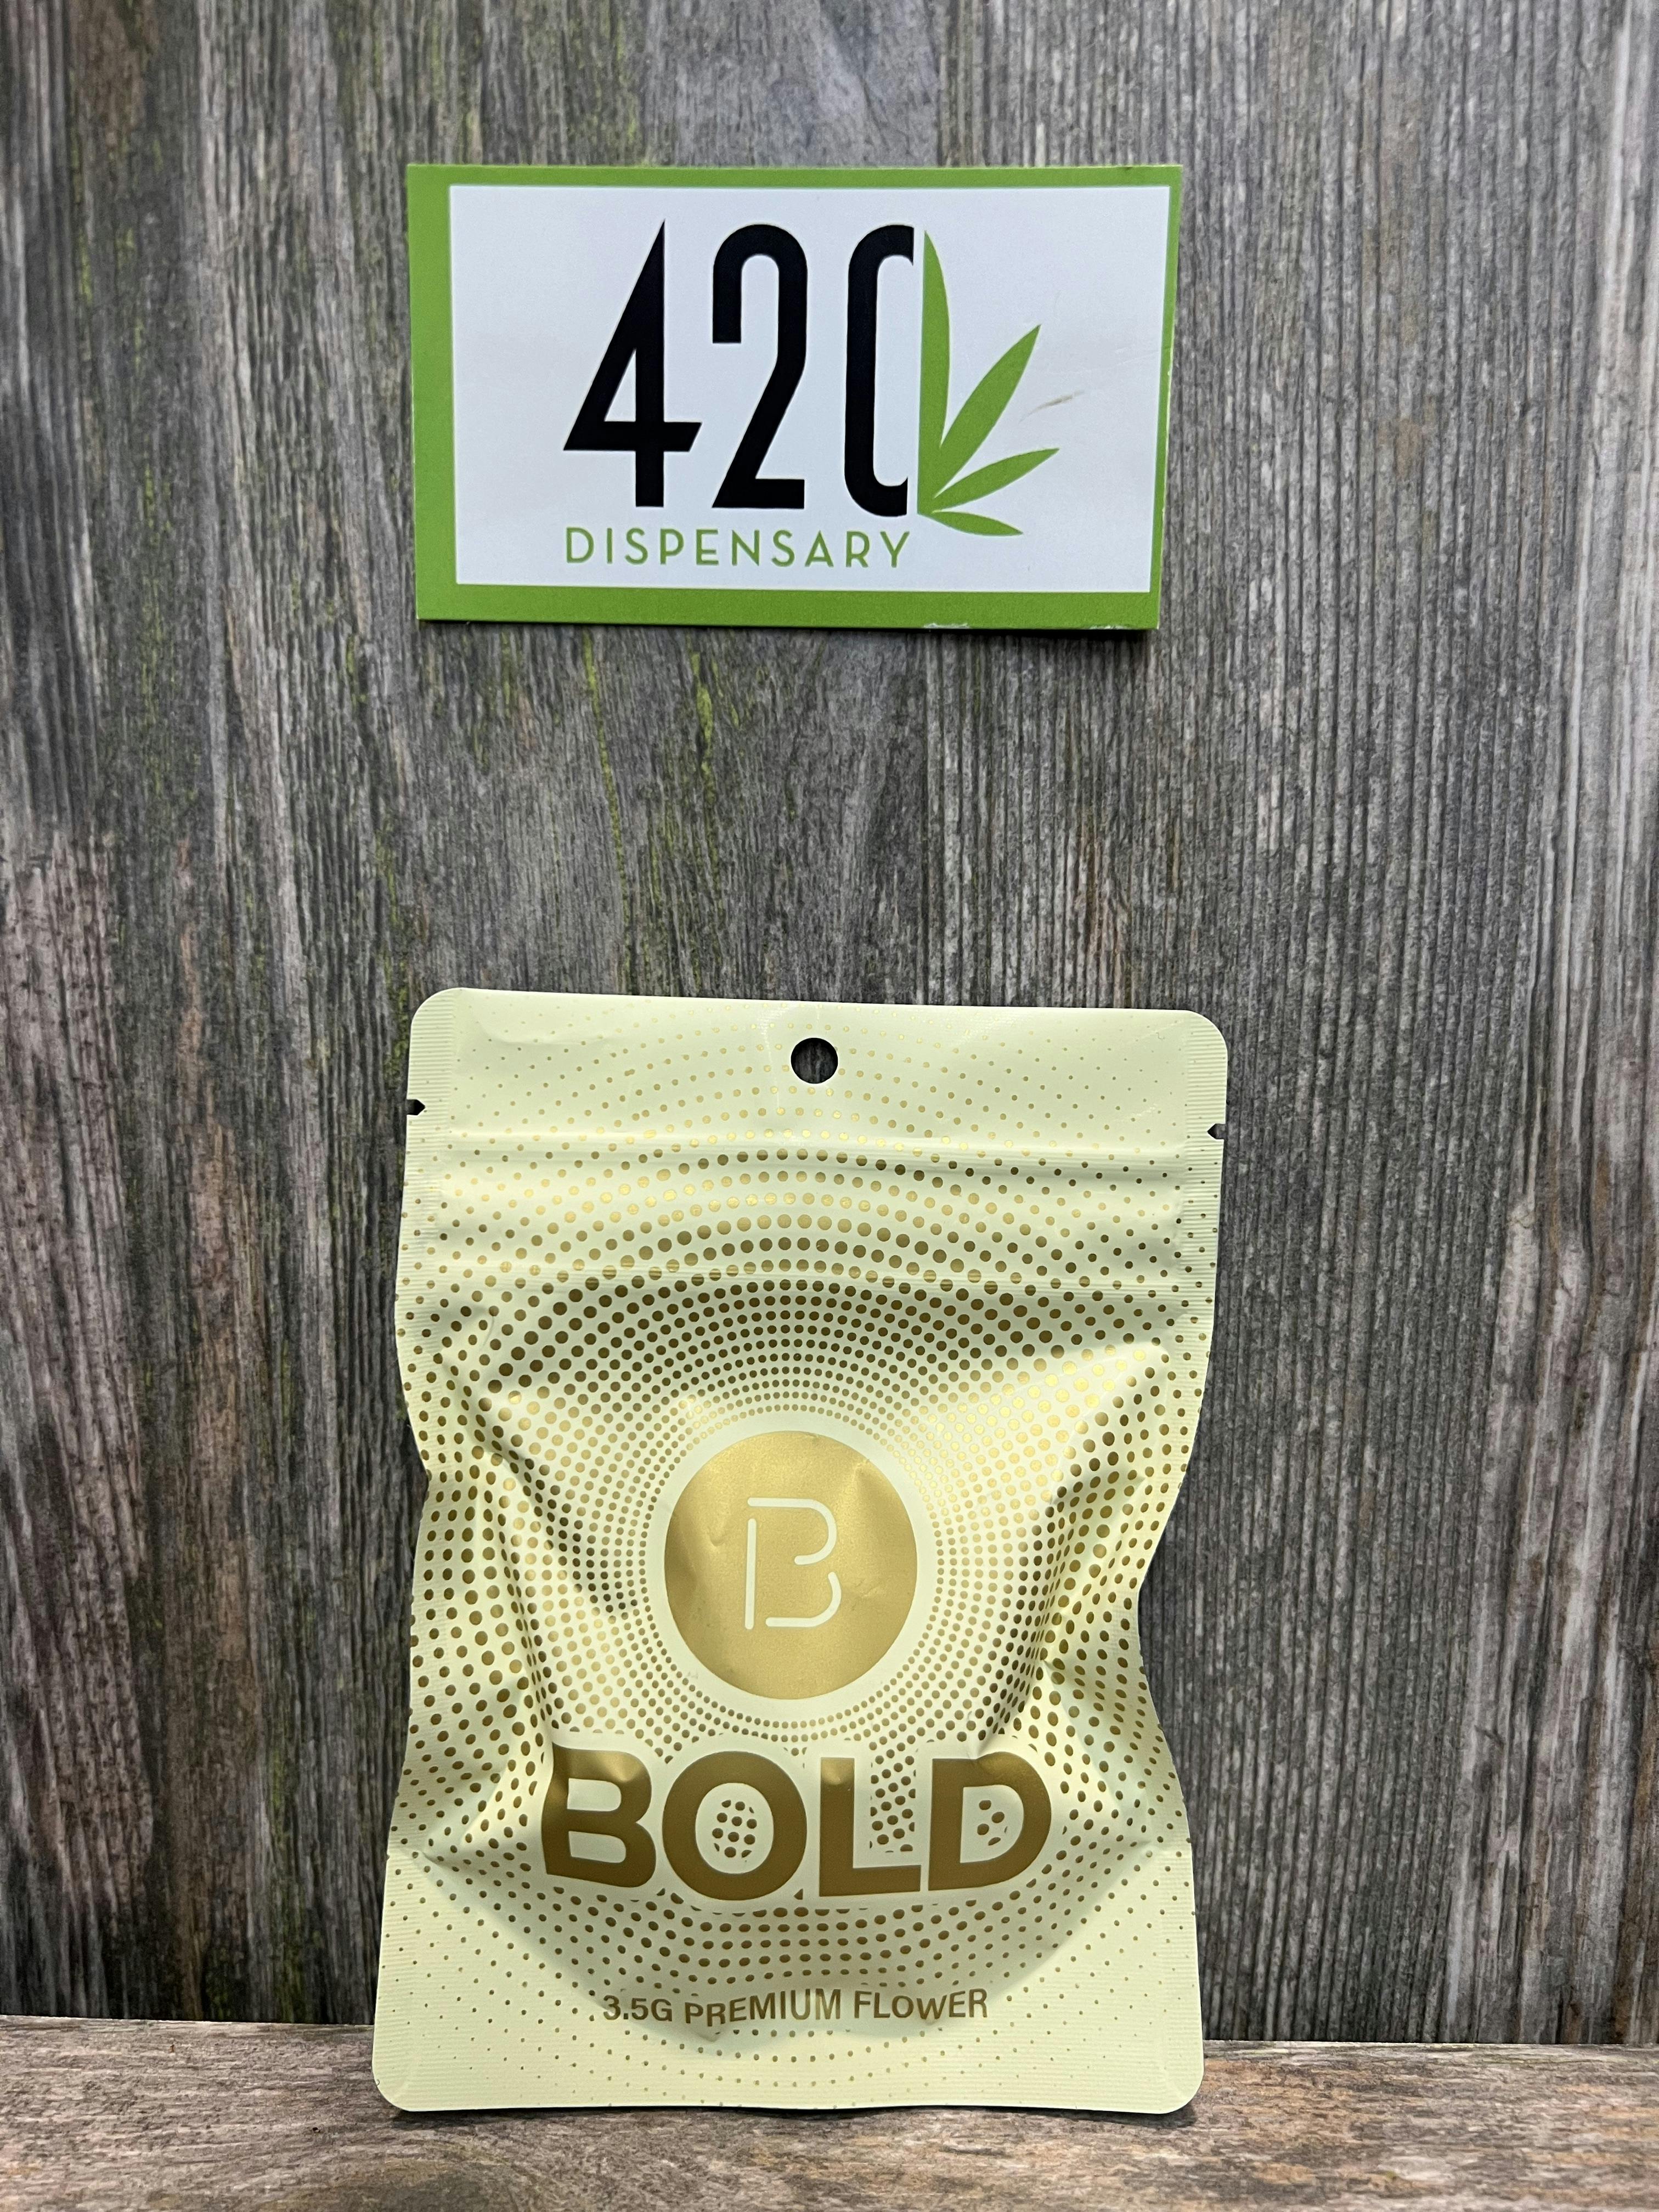 420
DISPENSARY
B
BOLD
3.5G PREMIUM FLOWER